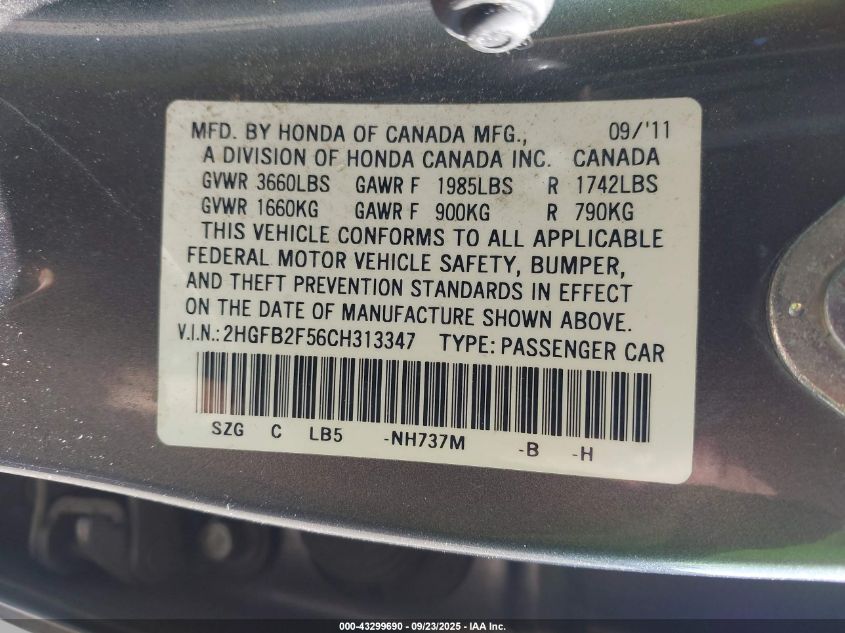 MFD. BY HONDA OF CANADA MFG., 09/'11
A DIVISION OF HONDA CANADA INC. CANADA
GVWR 3660LBS GAWR F 1985LBS R 1742LBS
GVWR 1660KG GAWR F 900KG R 790KG
THIS VEHICLE CONFORMS TO ALL APPLICABLE
FEDERAL MOTOR VEHICLE SAFETY, BUMPER,
AND THEFT PREVENTION STANDARDS IN EFFECT
ON THE DATE OF MANUFACTURE SHOWN ABOVE.
V.I.N.: 2HGFB2F56CH313347 TYPE: PASSENGER CAR
SZG C LB5 -NH737M -B -H
000-43299690 - 09/23/2025 - IAA Inc.